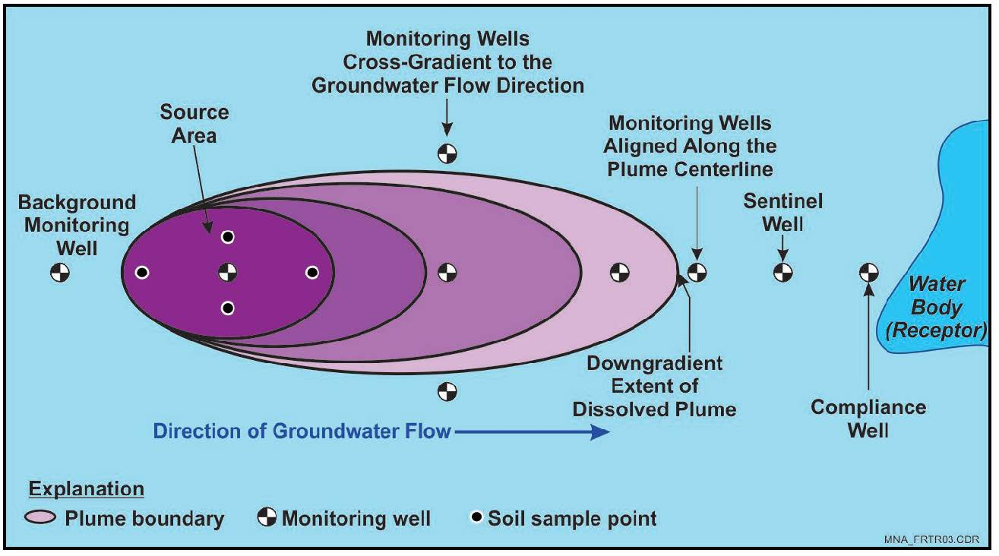 Monitoring Wells
Cross-Gradient to the
Groundwater Flow Direction
Source
Area
Monitoring Wells
Aligned Along the
Plume Centerline
Background
Monitoring
Well
Sentinel
Well
Water
Body
(Receptor)
Downgradient
Extent of
Dissolved Plume
Compliance
Well
Direction of Groundwater Flow
Explanation
Plume boundary
Monitoring well
Soil sample point
MNA_FRTR03.CDR